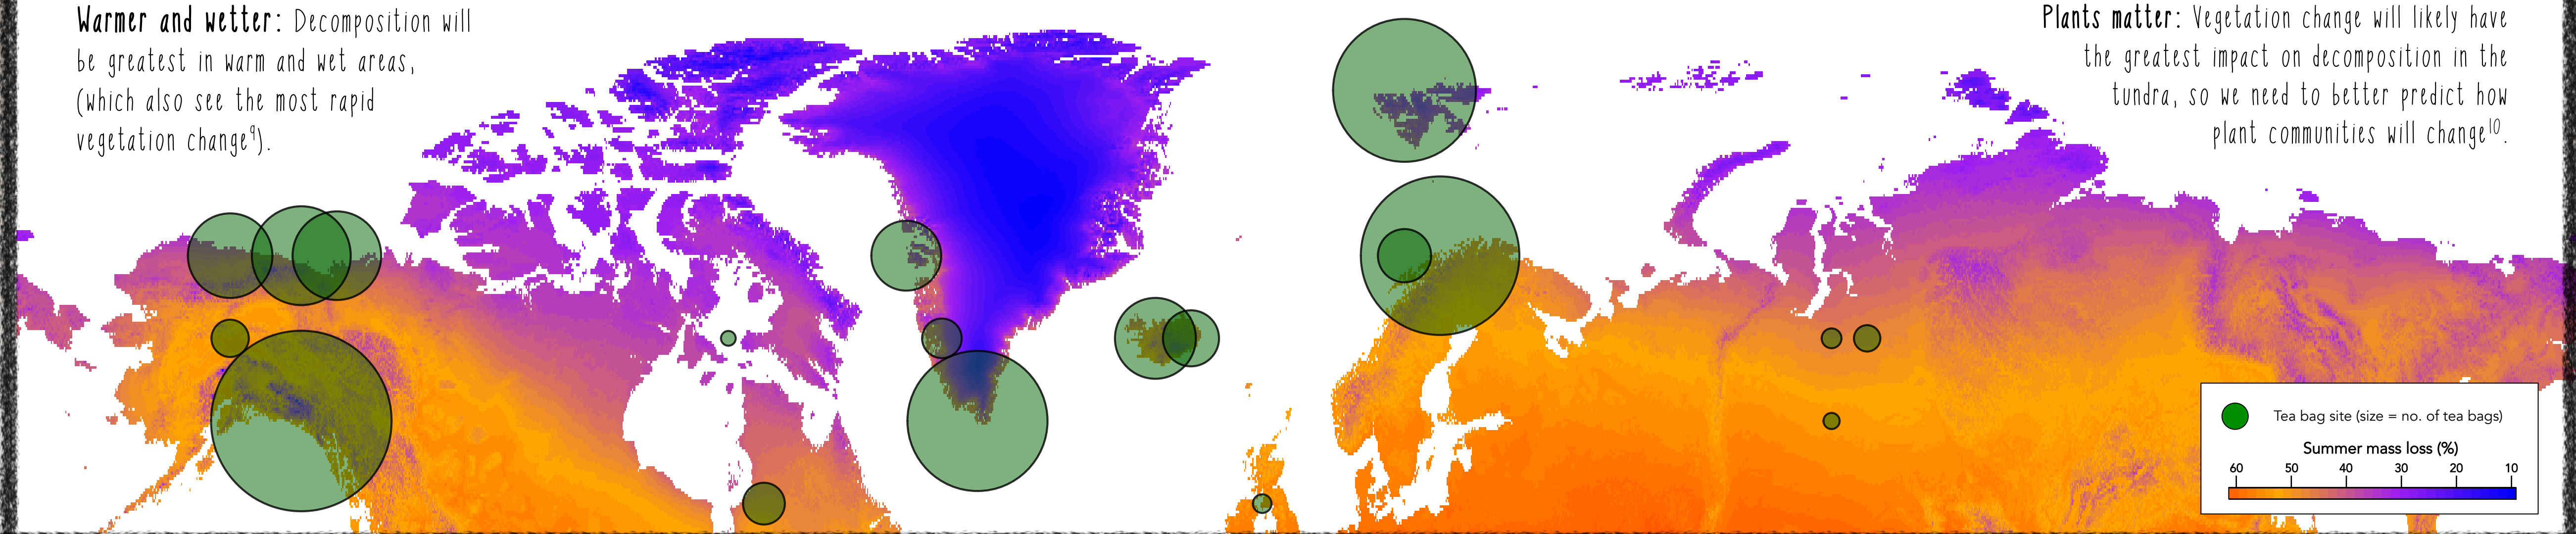 Warmer and wetter: Decomposition will
be greatest in warm and wet areas,
(which also see the most rapid
vegetation change⁹).
Plants matter: Vegetation change will likely have
the greatest impact on decomposition in the
tundra, so we need to better predict how
plant communities will change¹⁰.
Tea bag site (size = no. of tea bags)
Summer mass loss (%)
60 50 40 30 20 10